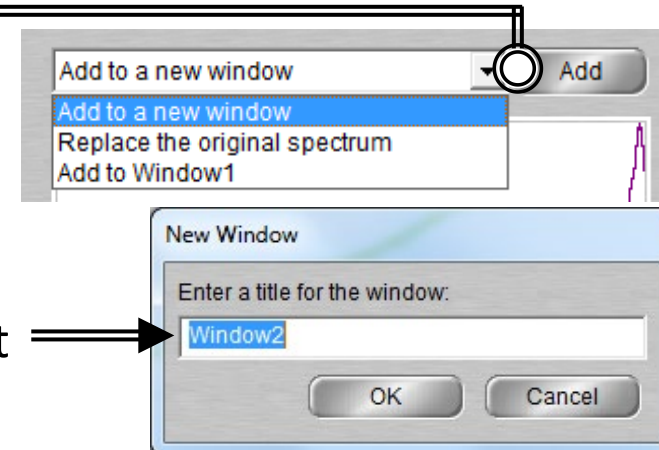 Add to a new window
Add
Add to a new window
Replace the original spectrum
Add to Window1
New Window
Enter a title for the window:
t
Window2
OK
Cancel